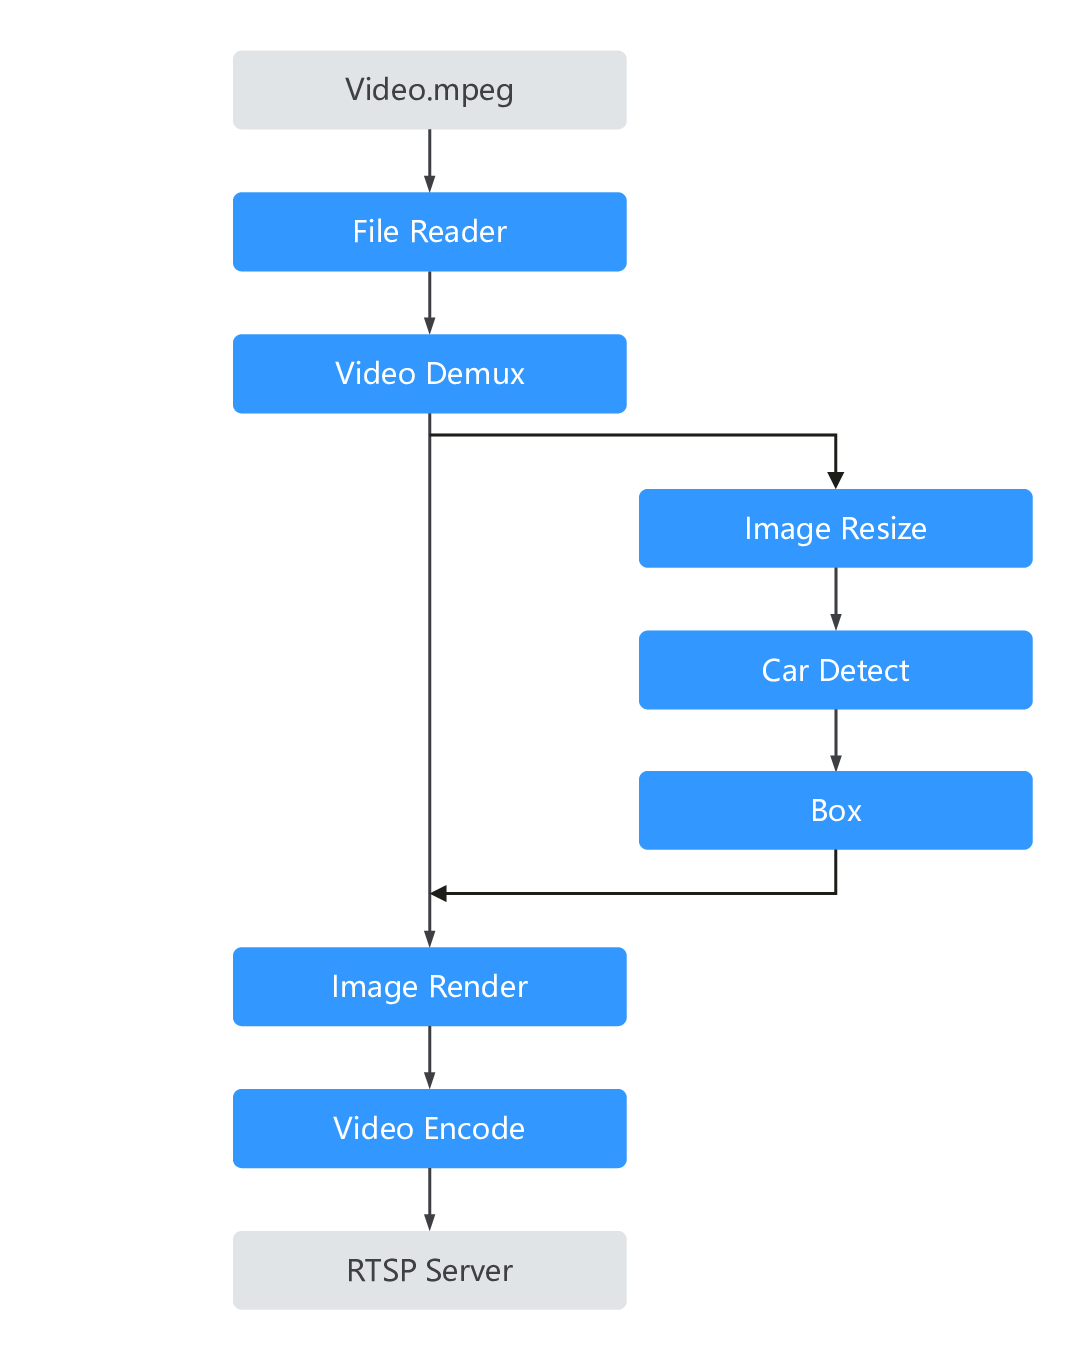 Video.mpeg
File Reader
Video Demux
Image Resize
Car Detect
Box
Image Render
Video Encode
RTSP Server